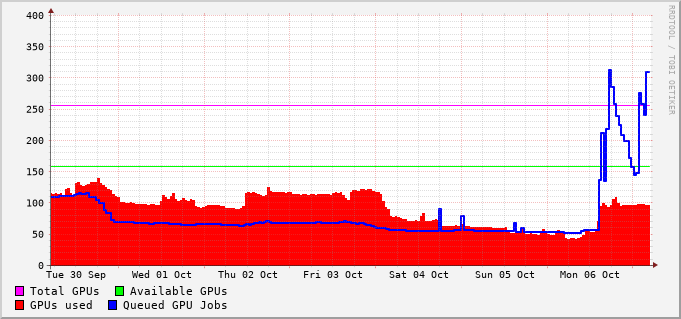 400
350
300
250
200
150
100
50
0
Tue 30 Sep Wed 01 Oct Thu 02 Oct Fri 03 Oct Sat 04 Oct Sun 05 Oct Mon 06 Oct
Total GPUs Available GPUs
GPUs used Queued GPU Jobs
RRDTOOL / TOBI OETIKER